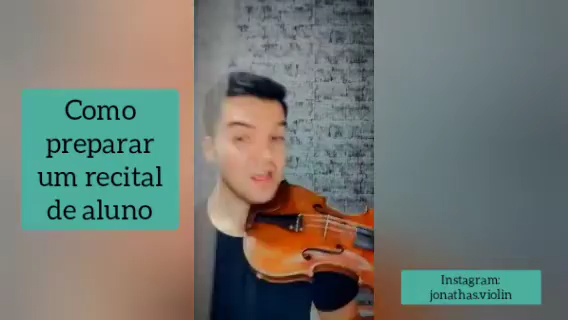 Como
preparar
um recital
de aluno
Instagram:
jonathas.violin